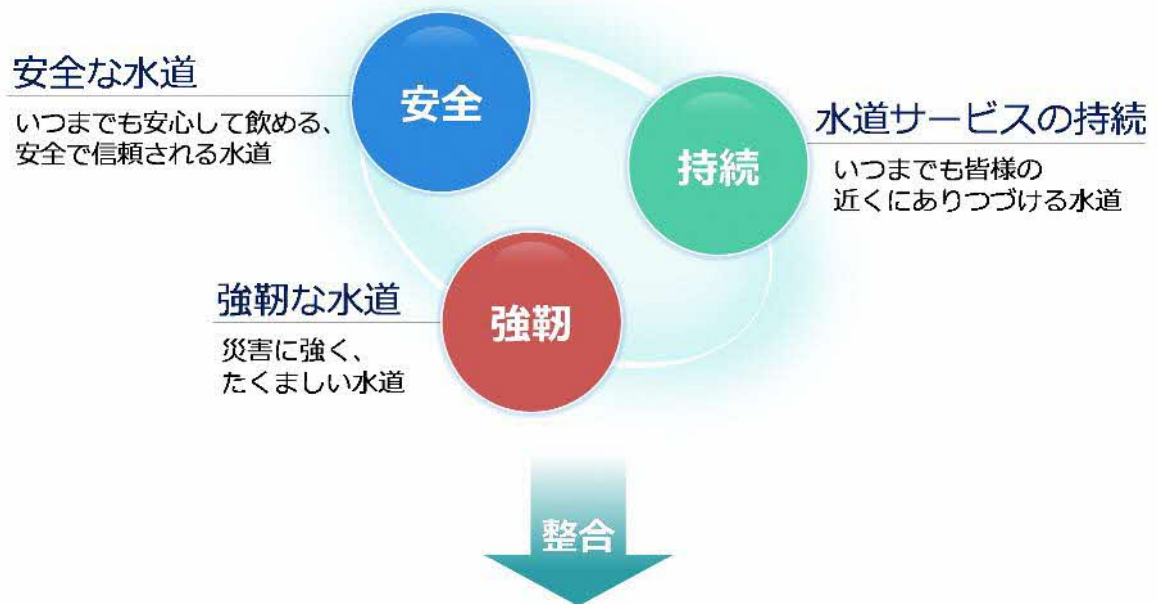 安全な水道
いつまでも安心して飲める、
安全で信頼される水道
安全
持続
水道サービスの持続
いつまでも皆様の
近くにありつづける水道
強靭な水道
災害に強く、
たくましい水道
強靭
整合